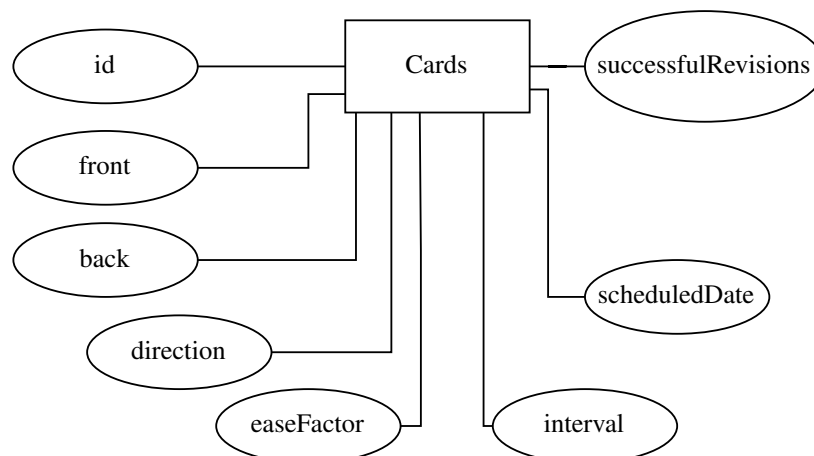 id
Cards
successfulRevisions
front
back
scheduledDate
direction
easeFactor
interval